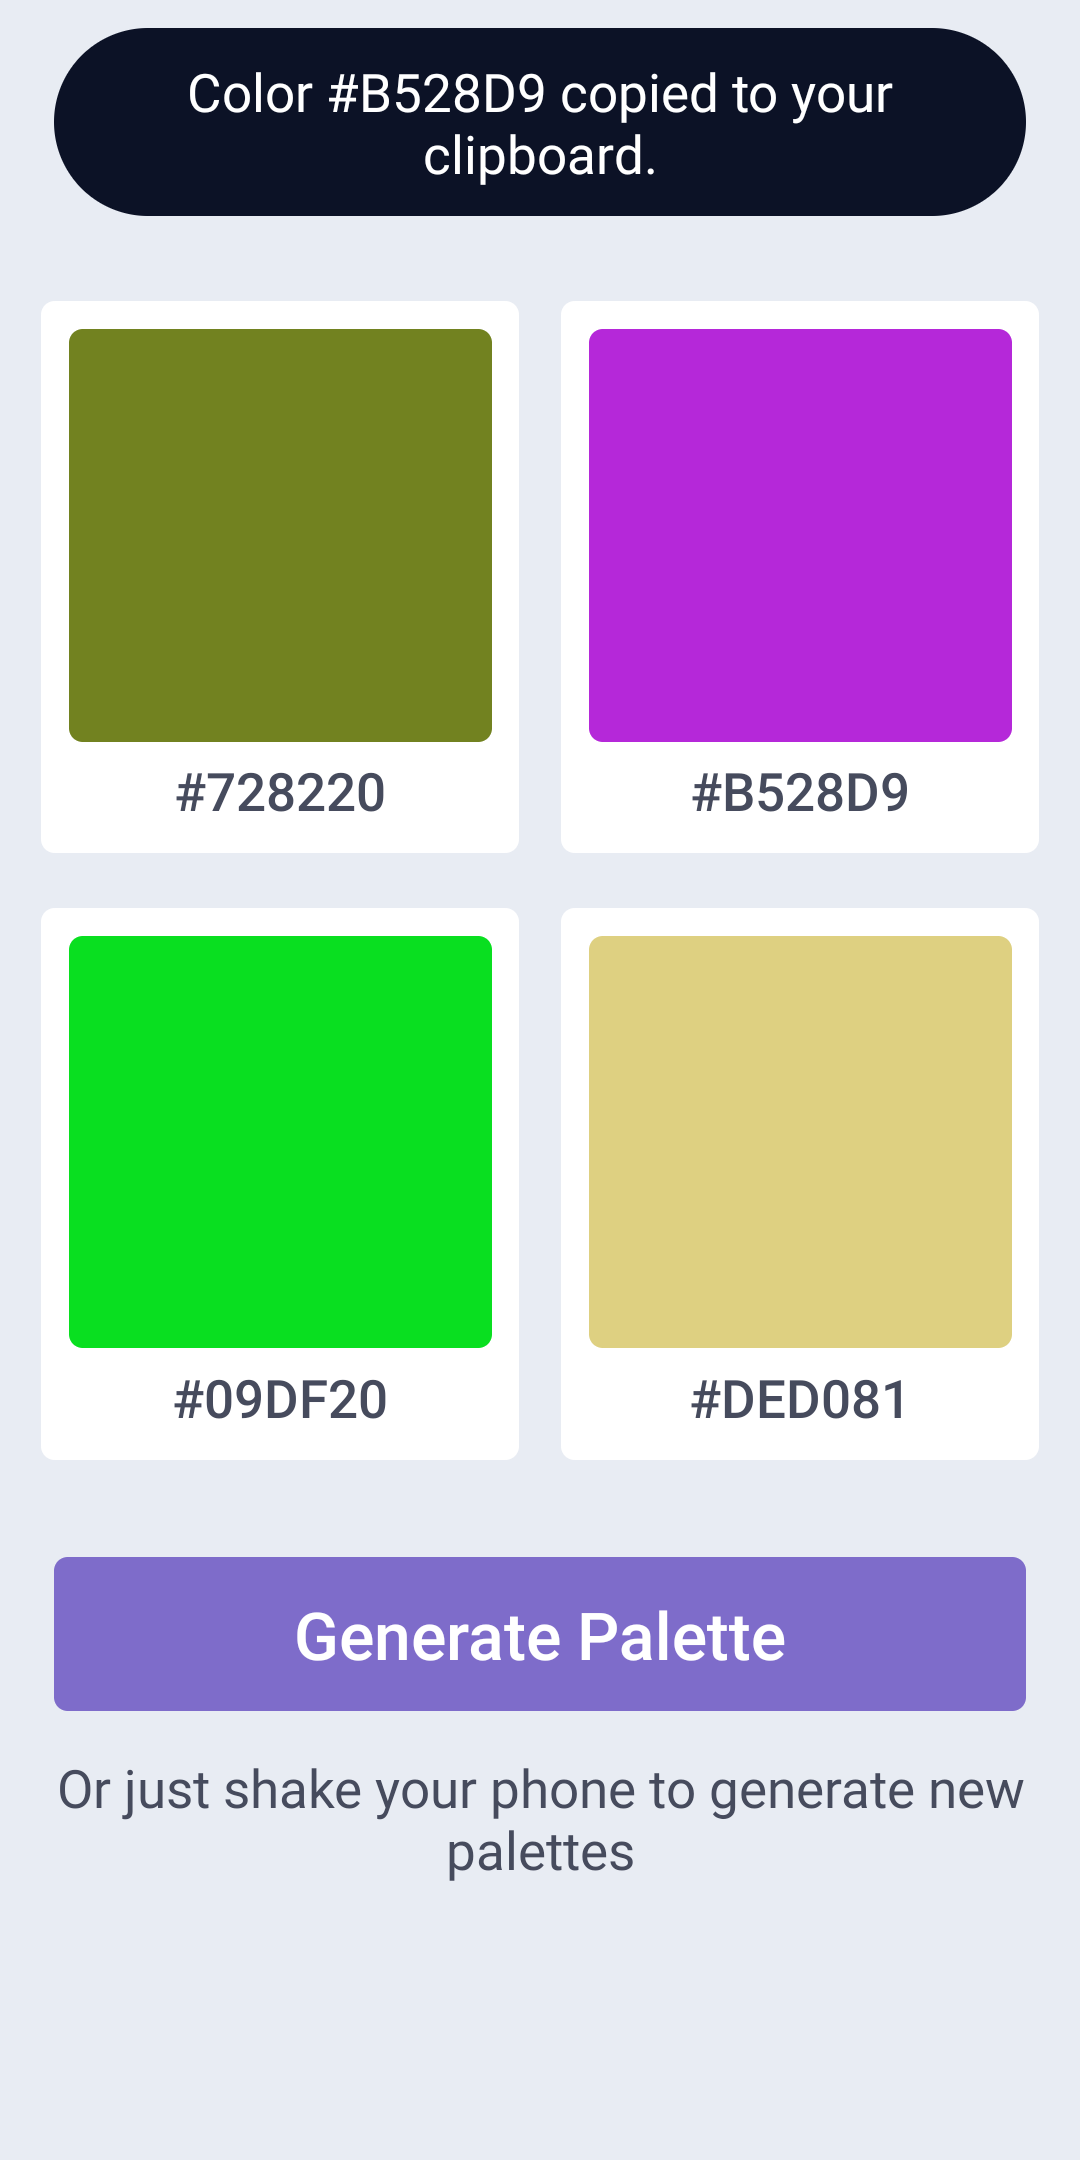 Color #B528D9 copied to your
clipboard.
#728220
#B528D9
#09DF20
#DED081
Generate Palette
Or just shake your phone to generate new
palettes